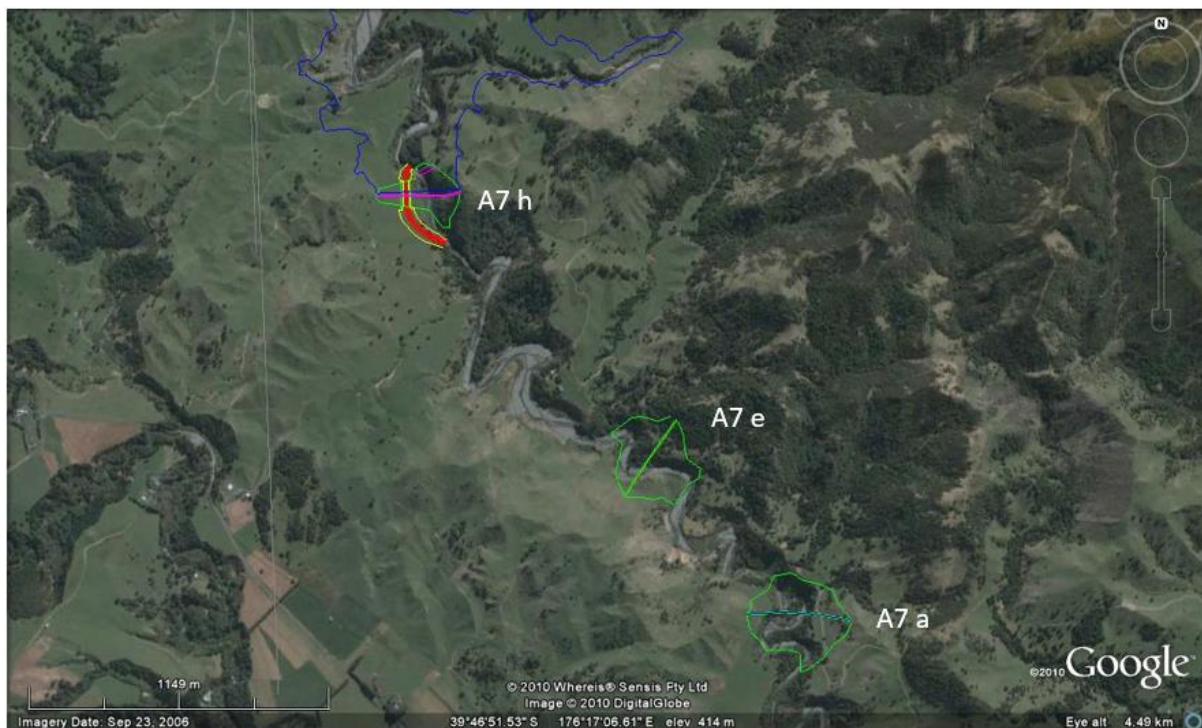 N
A7 h
A7 e
A7 a
1149 m
© 2010 Whereis® Sensis Pty Ltd
Image © 2010 DigitalGlobe
©2010 Google™
Imagery Date: Sep 23, 2006
39°46'51.53" S 176°17'06.61" E elev 414 m
Eye alt 4.49 km